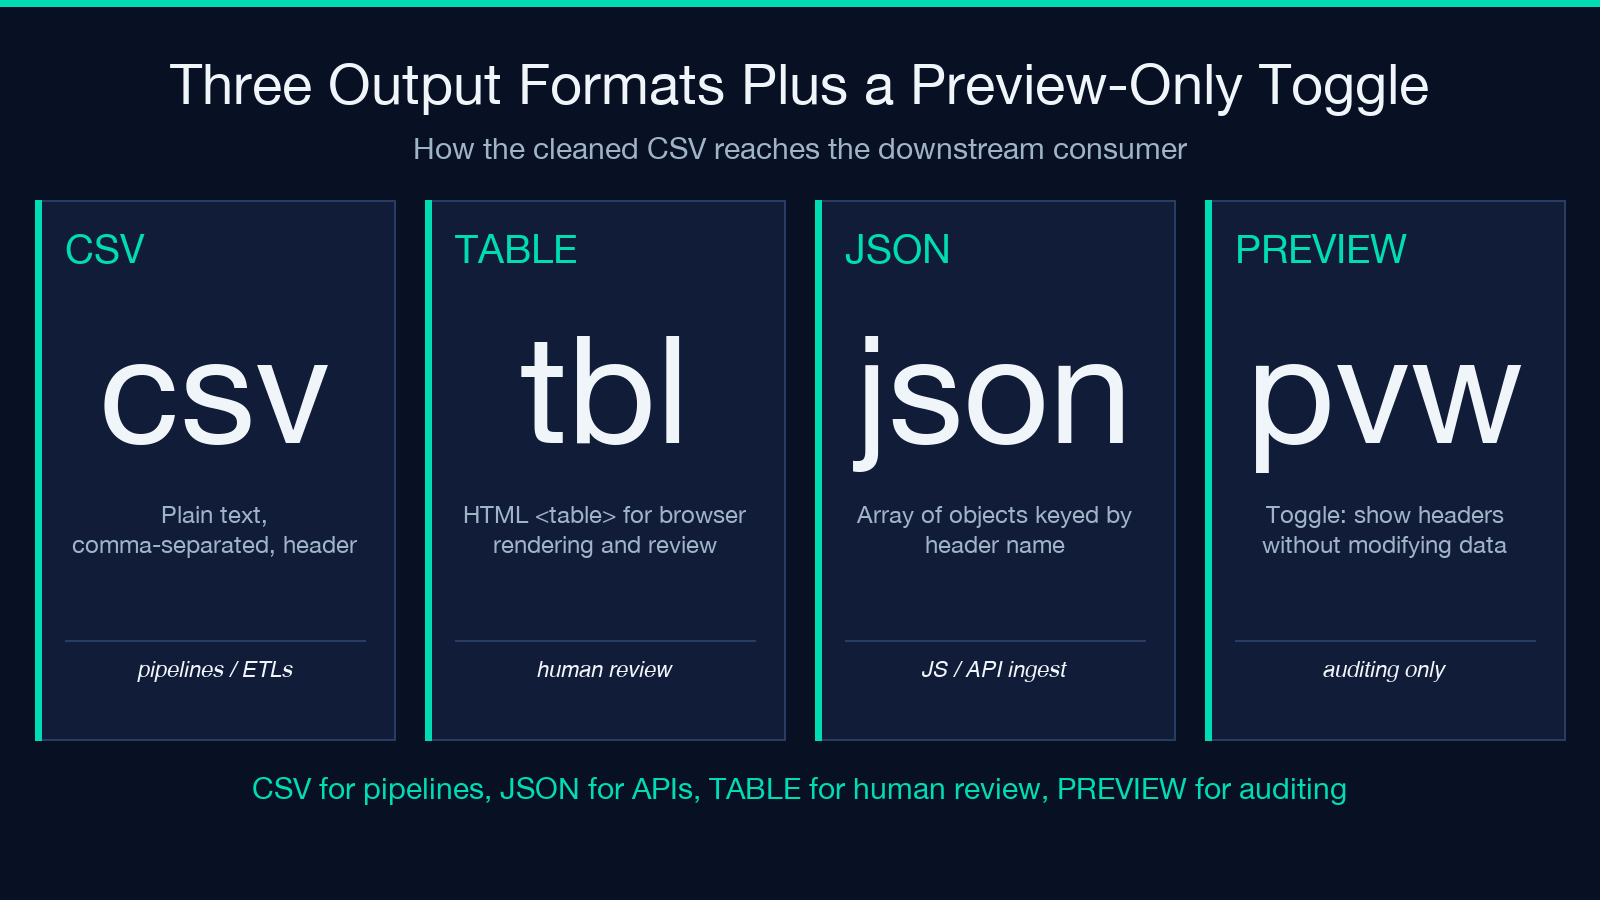 Three Output Formats Plus a Preview-Only Toggle
How the cleaned CSV reaches the downstream consumer
CSV
csv
Plain text,
comma-separated, header
pipelines / ETLs
TABLE
tbl
HTML <table> for browser
rendering and review
human review
JSON
json
Array of objects keyed by
header name
JS / API ingest
PREVIEW
pvw
Toggle: show headers
without modifying data
auditing only
CSV for pipelines, JSON for APIs, TABLE for human review, PREVIEW for auditing